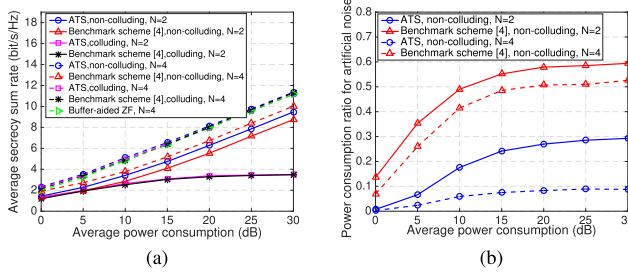 Average secrecy sum rate (bit/s/Hz)
18
16
14
12
10
8
6
4
2
0
ATS,non-colluding, N=2
Benchmark scheme [4],non-colluding, N=2
ATS,colluding, N=2
Benchmark scheme [4],colluding, N=2
ATS,non-colluding, N=4
Benchmark scheme [4],non-colluding, N=4
ATS,colluding, N=4
Benchmark scheme [4],colluding, N=4
Buffer-aided ZF, N=4
0 5 10 15 20 25 30
Average power consumption (dB)
(a)
Power consumption ratio for artificial noise
0.8
0.7
0.6
0.5
0.4
0.3
0.2
0.1
0
ATS, non-colluding, N=2
Benchmark scheme [4], non-colluding, N=2
ATS, non-colluding, N=4
Benchmark scheme [4], non-colluding, N=4
0 5 10 15 20 25
Average power consumption (dB)
(b)